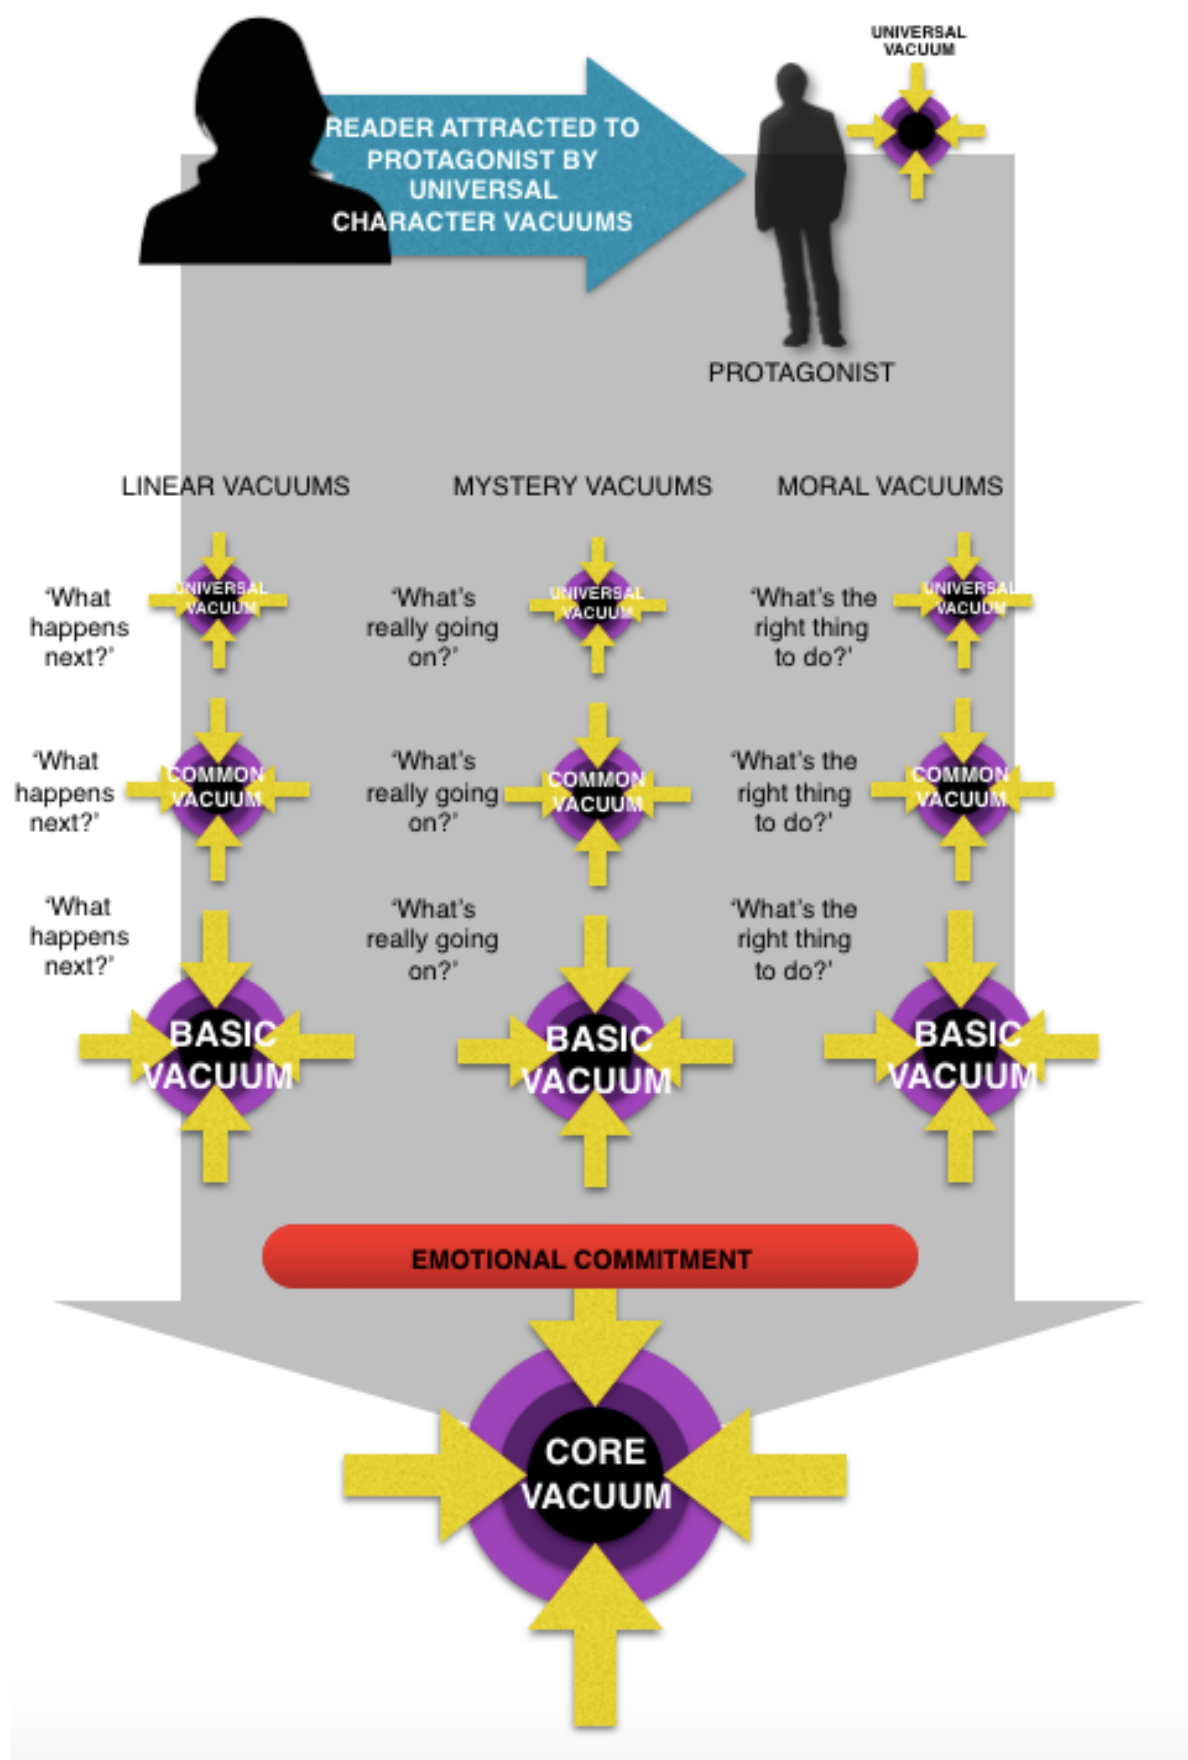 UNIVERSAL
VACUUM
READER ATTRACTED TO
PROTAGONIST BY
UNIVERSAL
CHARACTER VACUUMS
PROTAGONIST
LINEAR VACUUMS
MYSTERY VACUUMS
MORAL VACUUMS
‘What
happens
next?’
UNIVERSAL
VACUUM
‘What’s
really going
on?’
UNIVERSAL
VACUUM
‘What’s the
right thing
to do?’
UNIVERSAL
VACUUM
‘What
happens
next?’
COMMON
VACUUM
‘What’s
really going
on?’
COMMON
VACUUM
‘What’s the
right thing
to do?’
COMMON
VACUUM
‘What
happens
next?’
BASIC
VACUUM
‘What’s
really going
on?’
BASIC
VACUUM
‘What’s the
right thing
to do?’
BASIC
VACUUM
EMOTIONAL COMMITMENT
CORE
VACUUM